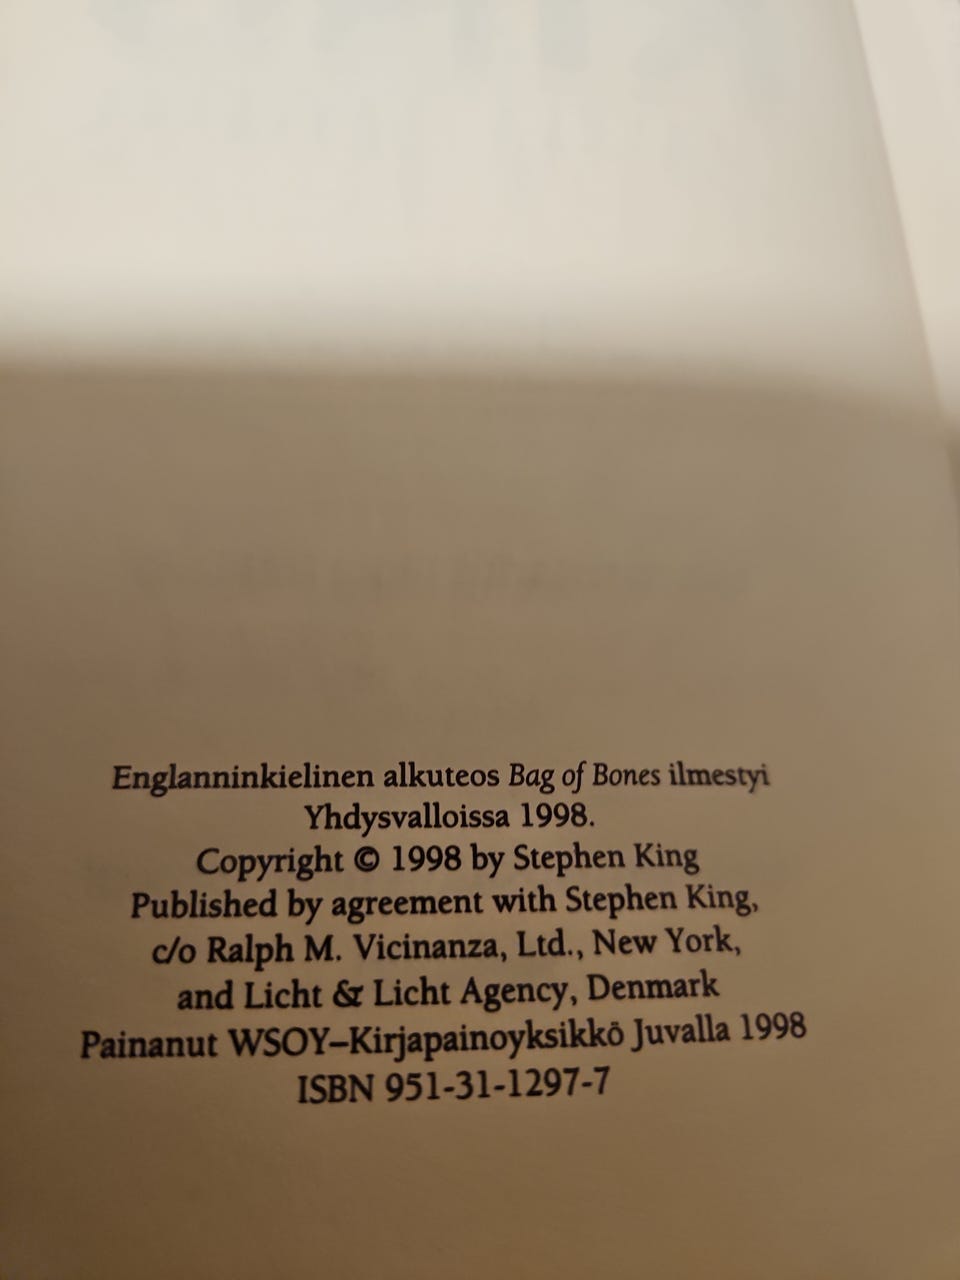 Englanninkielinen alkuteos Bag of Bones ilmestyi
Yhdysvalloissa 1998.
Copyright © 1998 by Stephen King
Published by agreement with Stephen King,
c/o Ralph M. Vicinanza, Ltd., New York,
and Licht & Licht Agency, Denmark
Painanut WSOY–Kirjapainoyksikkö Juvalla 1998
ISBN 951-31-1297-7